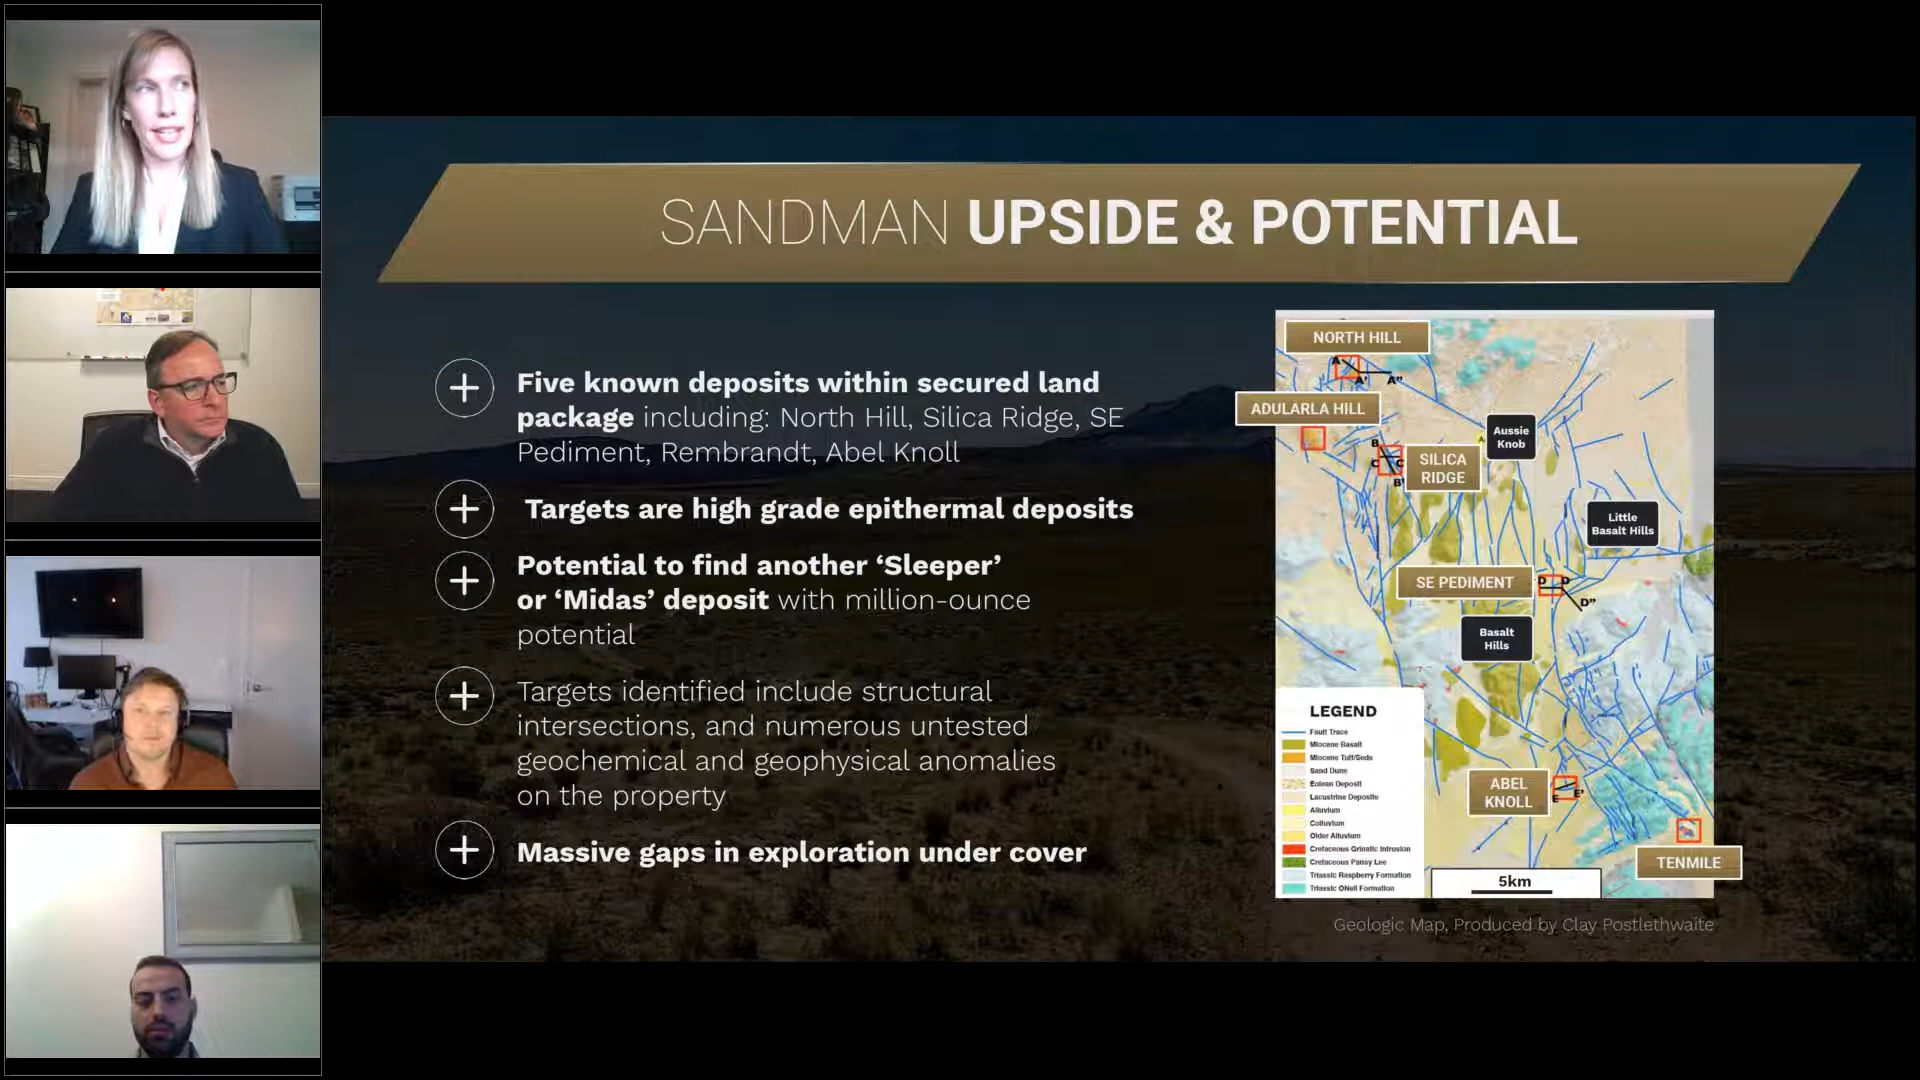 SANDMAN UPSIDE & POTENTIAL
Five known deposits within secured land
package including: North Hill, Silica Ridge, SE
Pediment, Rembrandt, Abel Knoll
Targets are high grade epithermal deposits
Potential to find another ‘Sleeper’
or ‘Midas’ deposit with million-ounce
potential
Targets identified include structural
intersections, and numerous untested
geochemical and geophysical anomalies
on the property
Massive gaps in exploration under cover
NORTH HILL
A
A'
A"
ADULARLA HILL
Aussie
Knob
B
C
C
B'
SILICA
RIDGE
Little
Basalt Hills
SE PEDIMENT
D
D'
D"
Basalt
Hills
ABEL
KNOLL
E
E'
TENMILE
LEGEND
Fault Trace
Miocene Basalt
Miocene Tuff/Seds
Sand Dune
Eolean Deposit
Lacustrine Deposite
Alluvium
Colluvium
Older Alluvium
Cretaceous Grinatic Intrusion
Cretaceous Pansy Lee
Triassic Raspberry Formation
Triassic ONeil Formation
5km
Geologic Map, Produced by Clay Postlethwaite